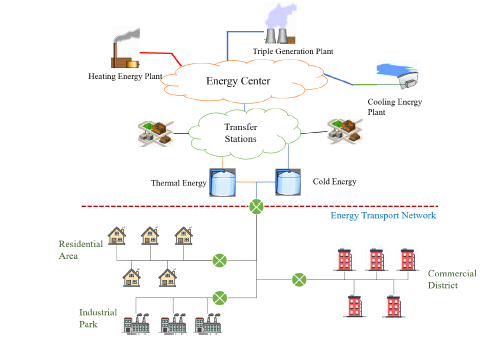 Triple Generation Plant
Heating Energy Plant
Energy Center
Cooling Energy
Plant
Transfer
Stations
Thermal Energy
Cold Energy
Energy Transport Network
Residential
Area
Commercial
District
Industrial
Park